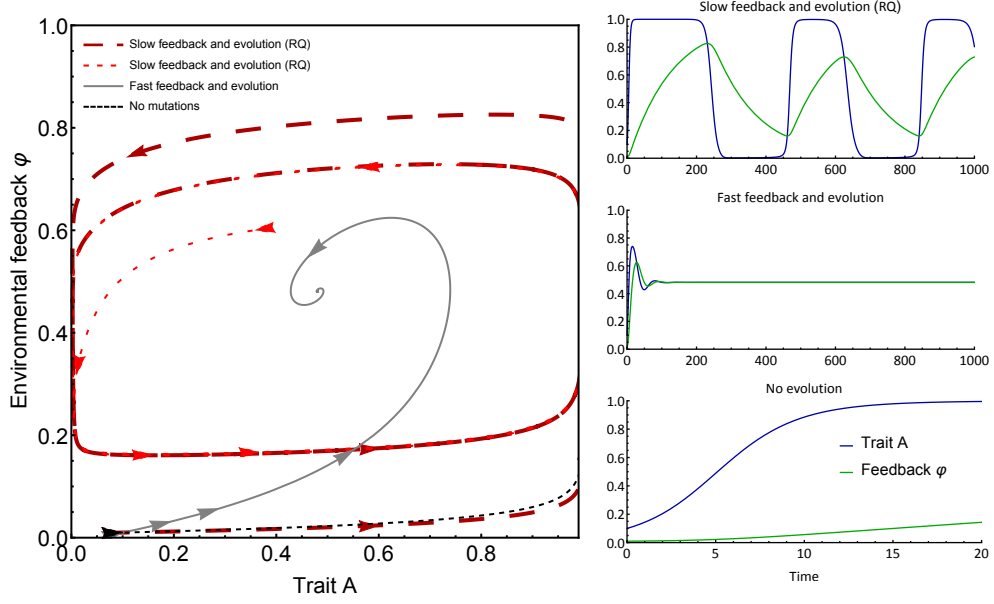 Slow feedback and evolution (RQ)
Slow feedback and evolution (RQ)
Fast feedback and evolution
No mutations
Environmental feedback φ
1.0
0.8
0.6
0.4
0.2
0.0
0.0 0.2 0.4 0.6 0.8
Trait A
Slow feedback and evolution (RQ)
1.0
0.8
0.6
0.4
0.2
0.0
0 200 400 600 800 1000
Fast feedback and evolution
1.0
0.8
0.6
0.4
0.2
0.0
0 200 400 600 800 1000
No evolution
1.0
0.8
0.6
0.4
0.2
0.0
Trait A
Feedback φ
0 5 10 15 20
Time